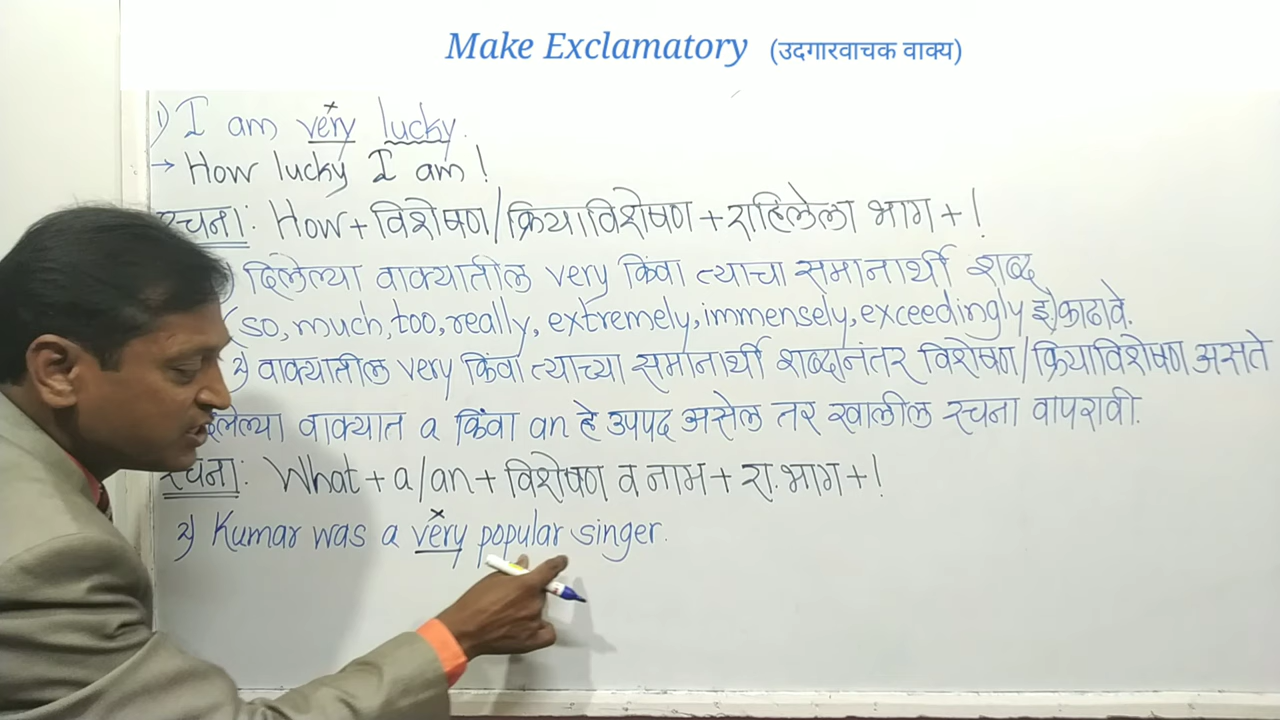 Make Exclamatory (उदगारवाचक वाक्य)
1) I am very lucky.
→ How lucky I am!
रचना: How + विशेषण/क्रियाविशेषण + राहिलेला भाग + !
दिलेल्या वाक्यातील very किंवा त्याचा समानार्थी शब्द
(so, much, too, really, extremely, immensely, exceedingly इ.) काढावे.
२) वाक्यातील very किंवा त्याच्या समानार्थी शब्दानंतर विशेषण/क्रियाविशेषण असते
वाक्यात a किंवा an हे उपपद असेल तर खालील रचना वापरावी.
रचना: What + a/an + विशेषण व नाम + रा. भाग + !
२) Kumar was a very popular singer.